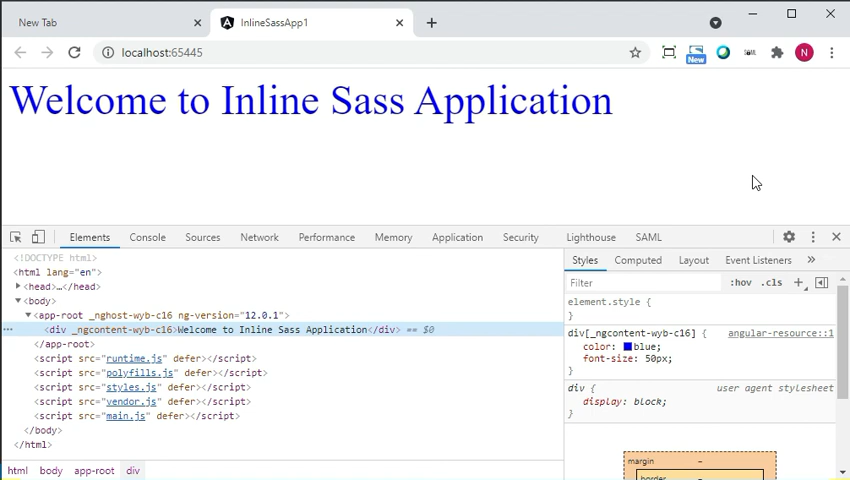 New Tab
InlineSassApp1
localhost:65445
New
N
Welcome to Inline Sass Application
Elements Console Sources Network Performance Memory Application Security Lighthouse SAML
<!DOCTYPE html>
<html lang="en">
<head>…</head>
<body>
<app-root _nghost-wyb-c16 ng-version="12.0.1">
<div _ngcontent-wyb-c16>Welcome to Inline Sass Application</div> == $0
</app-root>
<script src="runtime.js" defer></script>
<script src="polyfills.js" defer></script>
<script src="styles.js" defer></script>
<script src="vendor.js" defer></script>
<script src="main.js" defer></script>
</body>
</html>
html body app-root div
Styles Computed Layout Event Listeners »
Filter :hov .cls +
element.style {
}
div[_ngcontent-wyb-c16] { angular-resource::1
color: blue;
font-size: 50px;
}
div { user agent stylesheet
display: block;
}
margin –
border